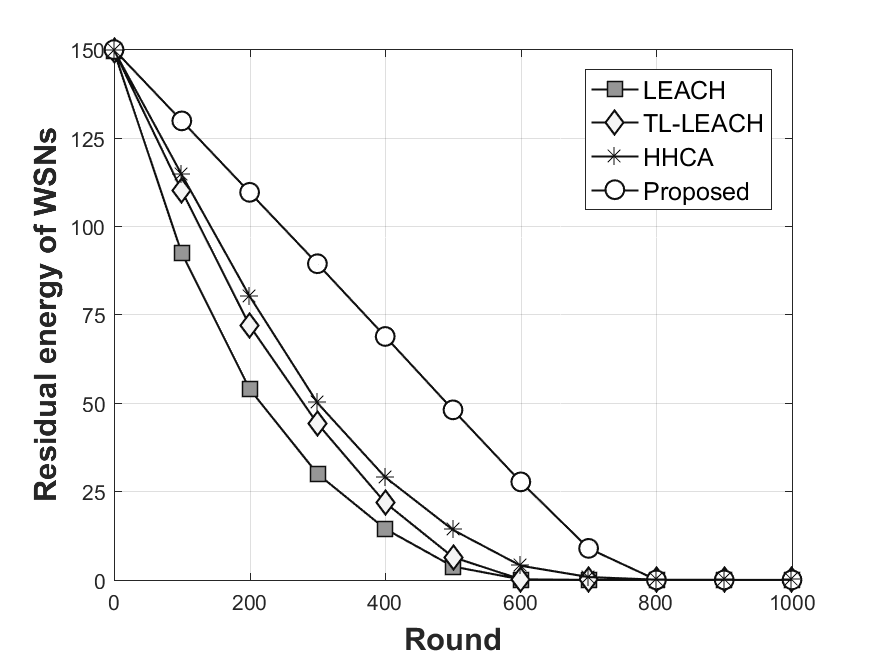 Residual energy of WSNs
150
125
100
75
50
25
0
LEACH
TL-LEACH
HHCA
Proposed
0 200 400 600 800 1000
Round